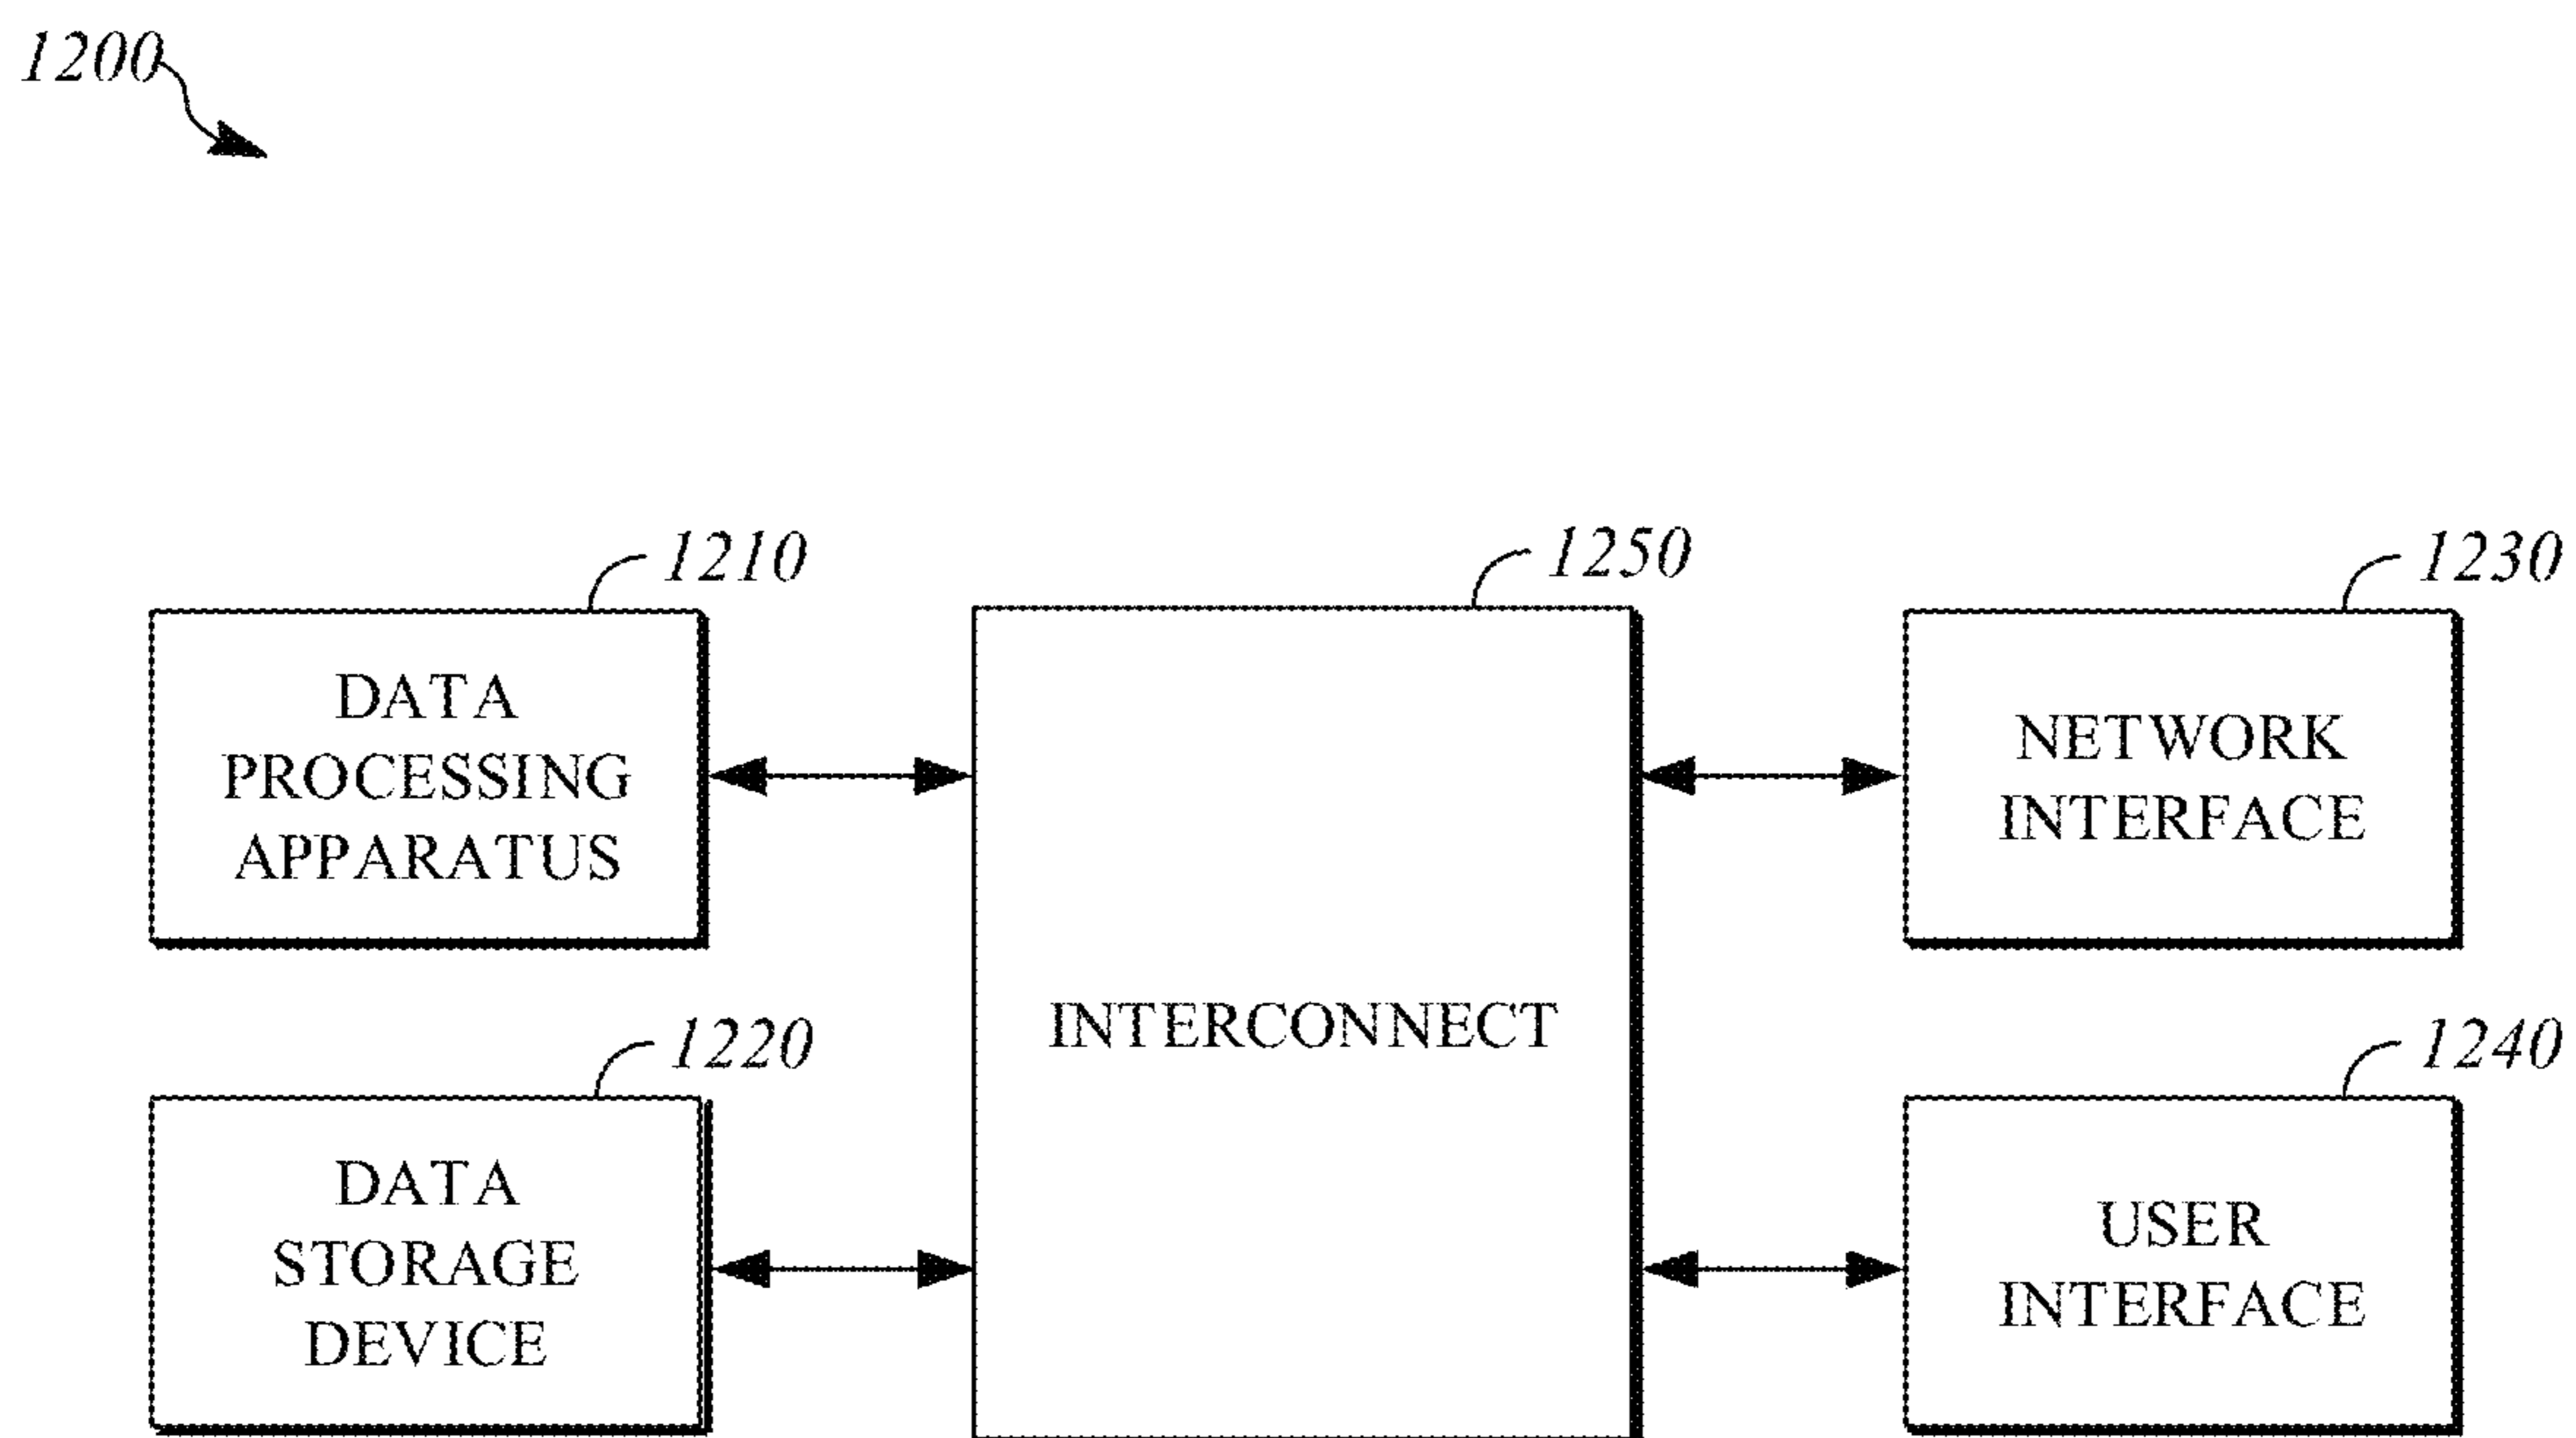 1200
1210
DATA
PROCESSING
APPARATUS
1250
INTERCONNECT
1230
NETWORK
INTERFACE
1220
DATA
STORAGE
DEVICE
1240
USER
INTERFACE